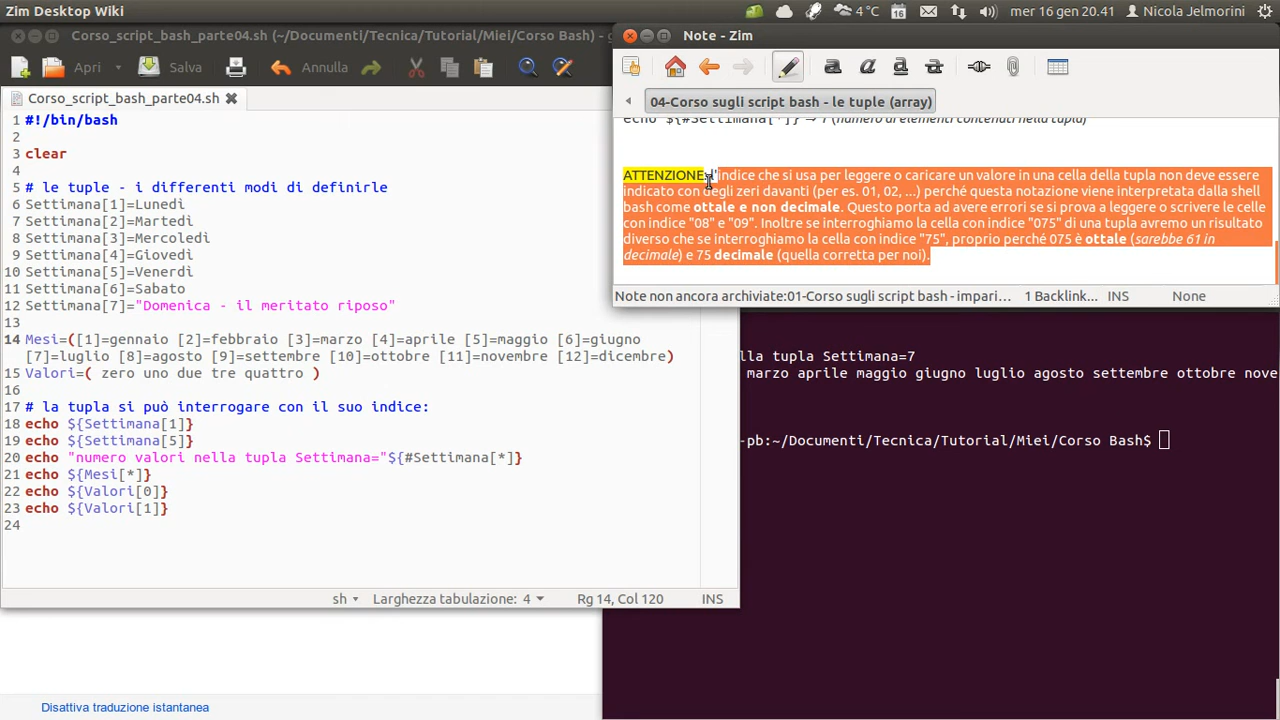 Zim Desktop Wiki
4 °C
mer 16 gen 20.41
Nicola Jelmorini
Corso_script_bash_parte04.sh (~/Documenti/Tecnica/Tutorial/Miei/Corso Bash) - g
Apri
Salva
Annulla
Corso_script_bash_parte04.sh
1 #!/bin/bash
2
3 clear
4
5 # le tuple - i differenti modi di definirle
6 Settimana[1]=Lunedì
7 Settimana[2]=Martedì
8 Settimana[3]=Mercoledì
9 Settimana[4]=Giovedì
10 Settimana[5]=Venerdì
11 Settimana[6]=Sabato
12 Settimana[7]="Domenica - il meritato riposo"
13
14 Mesi=([1]=gennaio [2]=febbraio [3]=marzo [4]=aprile [5]=maggio [6]=giugno
[7]=luglio [8]=agosto [9]=settembre [10]=ottobre [11]=novembre [12]=dicembre)
15 Valori=( zero uno due tre quattro )
16
17 # la tupla si può interrogare con il suo indice:
18 echo ${Settimana[1]}
19 echo ${Settimana[5]}
20 echo "numero valori nella tupla Settimana="${#Settimana[*]}
21 echo ${Mesi[*]}
22 echo ${Valori[0]}
23 echo ${Valori[1]}
24
sh
Larghezza tabulazione: 4
Rg 14, Col 120
INS
Note - Zim
04-Corso sugli script bash - le tuple (array)
echo ${#Settimana[*]} → 7 (numero di elementi contenuti nella tupla)
ATTENZIONE: l'indice che si usa per leggere o caricare un valore in una cella della tupla non deve essere
indicato con degli zeri davanti (per es. 01, 02, ...) perché questa notazione viene interpretata dalla shell
bash come ottale e non decimale. Questo porta ad avere errori se si prova a leggere o scrivere le celle
con indice "08" e "09". Inoltre se interroghiamo la cella con indice "075" di una tupla avremo un risultato
diverso che se interroghiamo la cella con indice "75", proprio perché 075 è ottale (sarebbe 61 in
decimale) e 75 decimale (quella corretta per noi).
Note non ancora archiviate:01-Corso sugli script bash - impari...
1 Backlink...
INS
None
lla tupla Settimana=7
marzo aprile maggio giugno luglio agosto settembre ottobre nove
-pb:~/Documenti/Tecnica/Tutorial/Miei/Corso Bash$
Disattiva traduzione istantanea